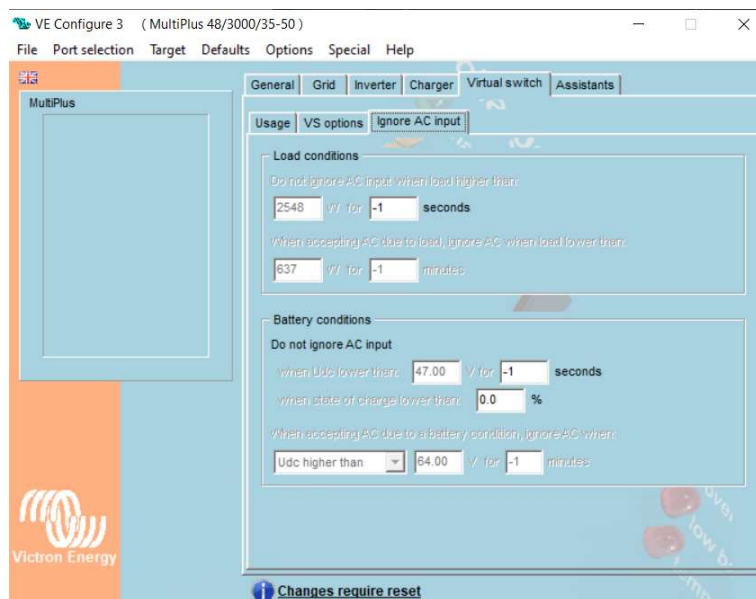 VE Configure 3 ( MultiPlus 48/3000/35-50 )
File Port selection Target Defaults Options Special Help
General Grid Inverter Charger Virtual switch Assistants
MultiPlus
Usage VS options Ignore AC input
Load conditions
Do not ignore AC input when load higher than:
2548 W for -1 seconds
When accepting AC due to load, ignore AC when load lower than:
637 W for -1 minutes
Battery conditions
Do not ignore AC input
when Udc lower than: 47.00 V for -1 seconds
when state of charge lower than: 0.0 %
When accepting AC due to a battery condition, ignore AC when:
Udc higher than 64.00 V for -1 minutes
over
low b
temp
Victron Energy
Changes require reset